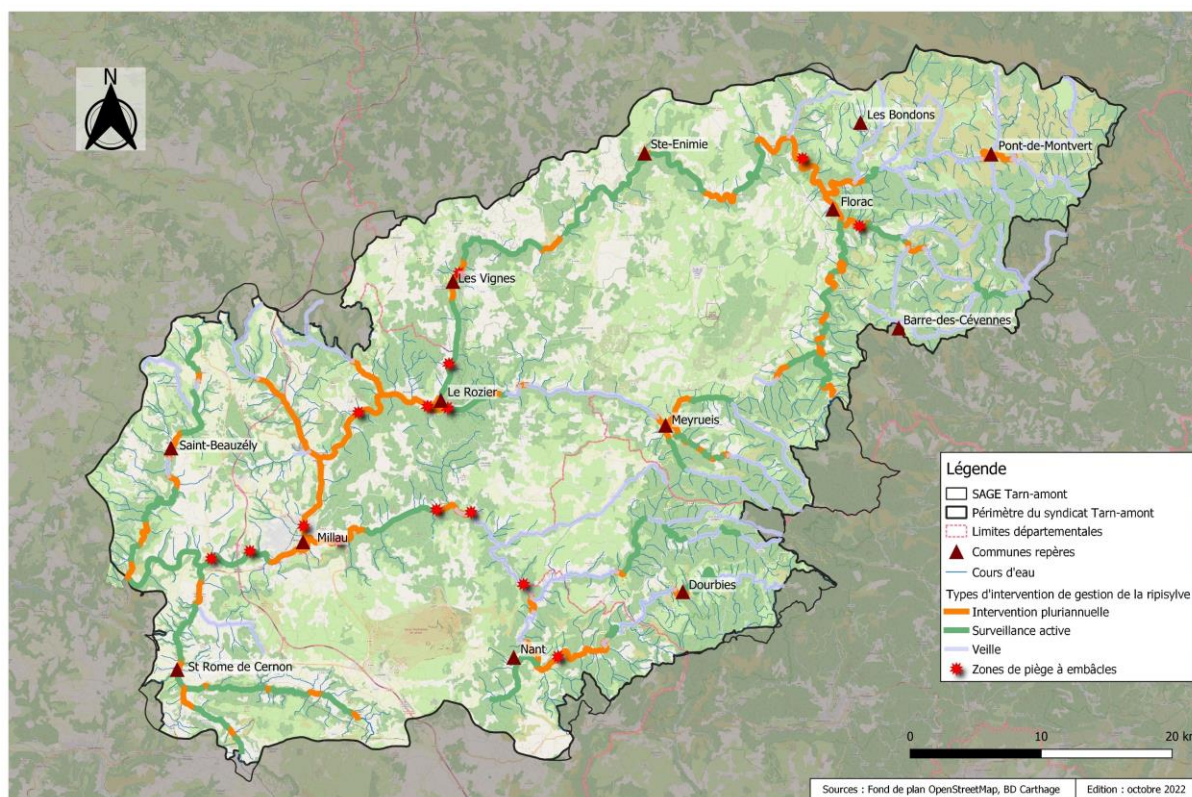 N
Les Bondons
Ste-Enimie
Pont-de-Montvert
Florac
Les Vignes
Barre-des-Cévennes
Le Rozier
Meyrueis
Saint-Beauzély
Millau
Dourbies
Nant
St Rome de Cernon
Légende
SAGE Tarn-amont
Périmètre du syndicat Tarn-amont
Limites départementales
Communes repères
Cours d'eau
Types d'intervention de gestion de la ripisylve
Intervention pluriannuelle
Surveillance active
Veille
Zones de piège à embâcles
0 10 20 km
Sources : Fond de plan OpenStreetMap, BD Carthage Edition : octobre 2022